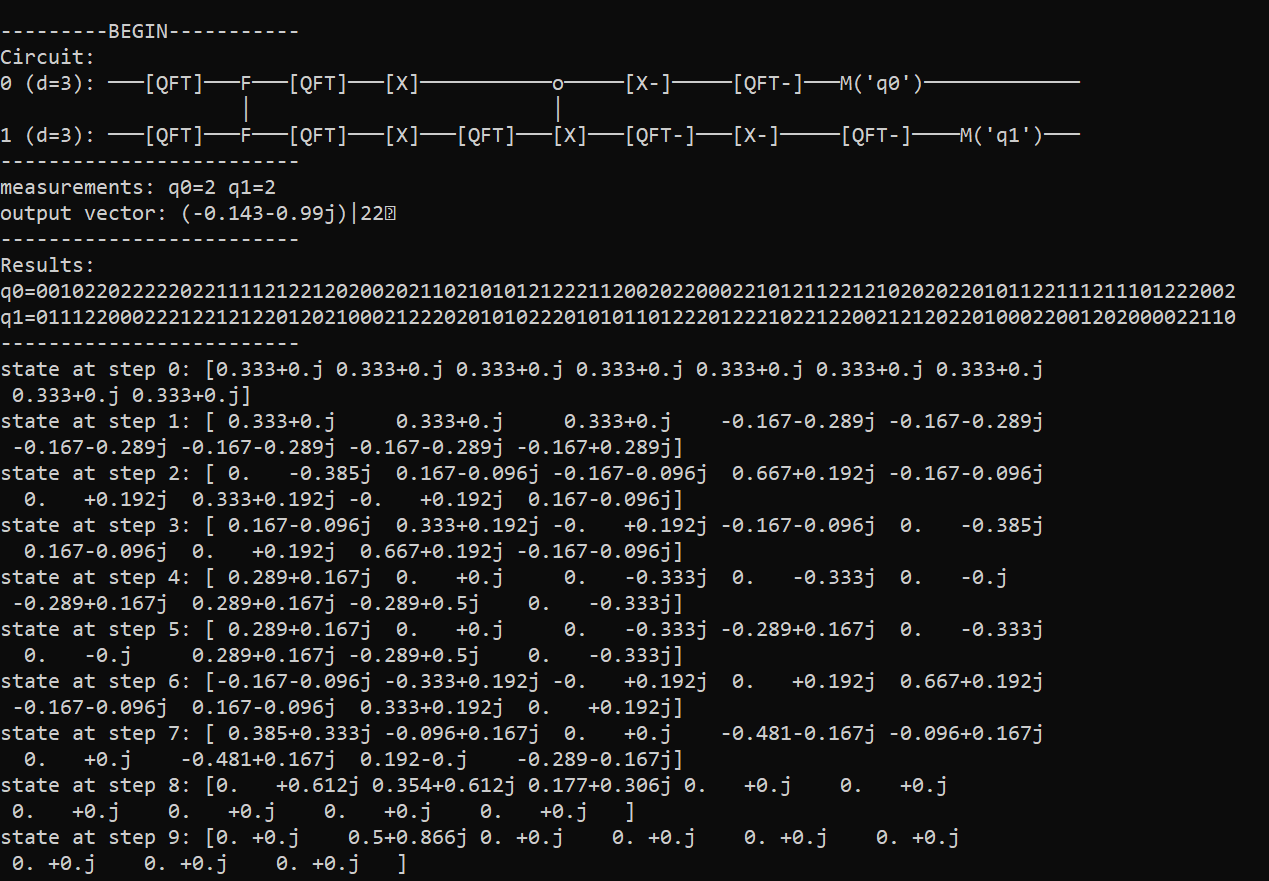 ---------BEGIN-----------
Circuit:
0 (d=3): ───[QFT]───F───[QFT]───[X]───────────o─────[X-]─────[QFT-]───M('q0')─────────────
│ │
1 (d=3): ───[QFT]───F───[QFT]───[X]───[QFT]───[X]───[QFT-]───[X-]─────[QFT-]────M('q1')───
-------------------------
measurements: q0=2 q1=2
output vector: (-0.143-0.99j)|22
-------------------------
Results:
q0=00102202222202211111212212020020211021010121222112002022000221012112212102020220101122111211101222002
q1=0111220002221221212201202100021222020101022201010110122201222102212200212120220100022001202000022110
-------------------------
state at step 0: [0.333+0.j 0.333+0.j 0.333+0.j 0.333+0.j 0.333+0.j 0.333+0.j 0.333+0.j
0.333+0.j 0.333+0.j]
state at step 1: [ 0.333+0.j 0.333+0.j 0.333+0.j -0.167-0.289j -0.167-0.289j
-0.167-0.289j -0.167-0.289j -0.167-0.289j -0.167+0.289j]
state at step 2: [ 0. -0.385j 0.167-0.096j -0.167-0.096j 0.667+0.192j -0.167-0.096j
0. +0.192j 0.333+0.192j -0. +0.192j 0.167-0.096j]
state at step 3: [ 0.167-0.096j 0.333+0.192j -0. +0.192j -0.167-0.096j 0. -0.385j
0.167-0.096j 0. +0.192j 0.667+0.192j -0.167-0.096j]
state at step 4: [ 0.289+0.167j 0. +0.j 0. -0.333j 0. -0.333j 0. -0.j
-0.289+0.167j 0.289+0.167j -0.289+0.5j 0. -0.333j]
state at step 5: [ 0.289+0.167j 0. +0.j 0. -0.333j -0.289+0.167j 0. -0.333j
0. -0.j 0.289+0.167j -0.289+0.5j 0. -0.333j]
state at step 6: [-0.167-0.096j -0.333+0.192j -0. +0.192j 0. +0.192j 0.667+0.192j
-0.167-0.096j 0.167-0.096j 0.333+0.192j 0. +0.192j]
state at step 7: [ 0.385+0.333j -0.096+0.167j 0. +0.j -0.481-0.167j -0.096+0.167j
0. +0.j -0.481+0.167j 0.192-0.j -0.289-0.167j]
state at step 8: [0. +0.612j 0.354+0.612j 0.177+0.306j 0. +0.j 0. +0.j
0. +0.j 0. +0.j 0. +0.j 0. +0.j ]
state at step 9: [0. +0.j 0.5+0.866j 0. +0.j 0. +0.j 0. +0.j 0. +0.j
0. +0.j 0. +0.j 0. +0.j ]